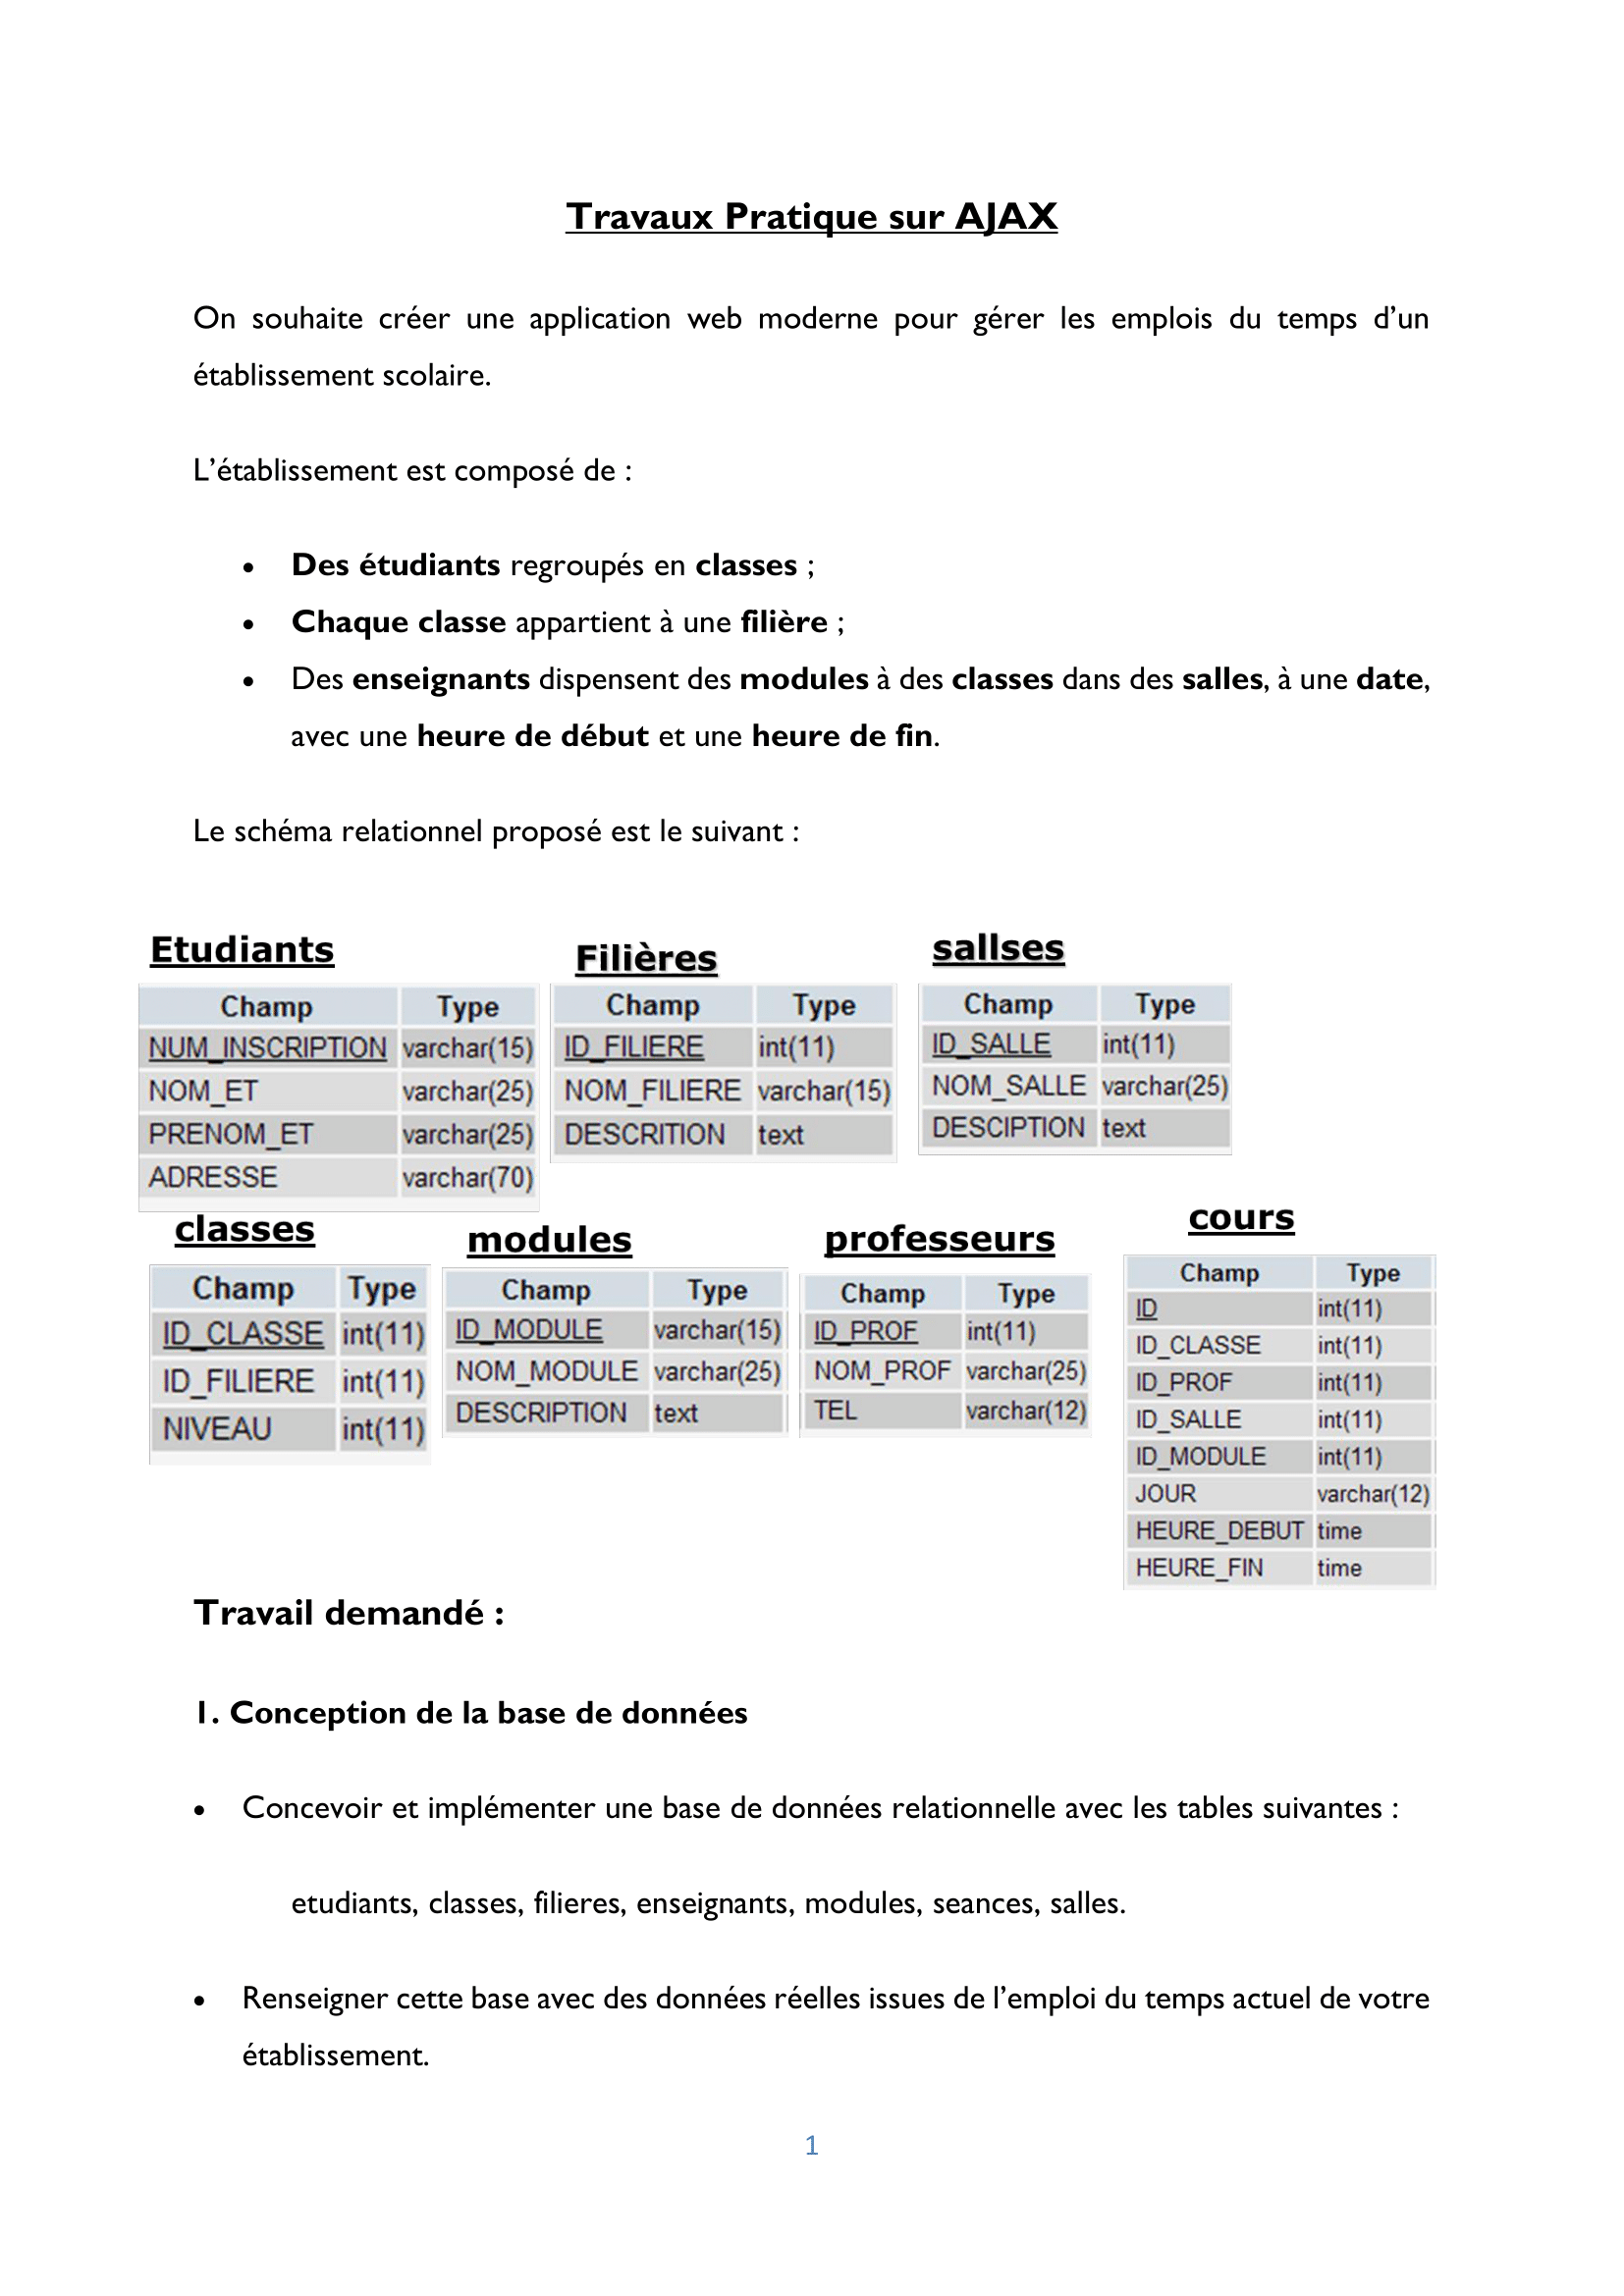 Travaux Pratique sur AJAX
On souhaite créer une application web moderne pour gérer les emplois du temps d’un
établissement scolaire.
L’établissement est composé de :
• Des étudiants regroupés en classes ;
• Chaque classe appartient à une filière ;
• Des enseignants dispensent des modules à des classes dans des salles, à une date,
avec une heure de début et une heure de fin.
Le schéma relationnel proposé est le suivant :
Etudiants
Champ Type
NUM_INSCRIPTION varchar(15)
NOM_ET varchar(25)
PRENOM_ET varchar(25)
ADRESSE varchar(70)
Filières
Champ Type
ID_FILIERE int(11)
NOM_FILIERE varchar(15)
DESCRITION text
sallses
Champ Type
ID_SALLE int(11)
NOM_SALLE varchar(25)
DESCIPTION text
classes
Champ Type
ID_CLASSE int(11)
ID_FILIERE int(11)
NIVEAU int(11)
modules
Champ Type
ID_MODULE varchar(15)
NOM_MODULE varchar(25)
DESCRIPTION text
professeurs
Champ Type
ID_PROF int(11)
NOM_PROF varchar(25)
TEL varchar(12)
cours
Champ Type
ID int(11)
ID_CLASSE int(11)
ID_PROF int(11)
ID_SALLE int(11)
ID_MODULE int(11)
JOUR varchar(12)
HEURE_DEBUT time
HEURE_FIN time
Travail demandé :
1. Conception de la base de données
• Concevoir et implémenter une base de données relationnelle avec les tables suivantes :
etudiants, classes, filieres, enseignants, modules, seances, salles.
• Renseigner cette base avec des données réelles issues de l’emploi du temps actuel de votre
établissement.
1